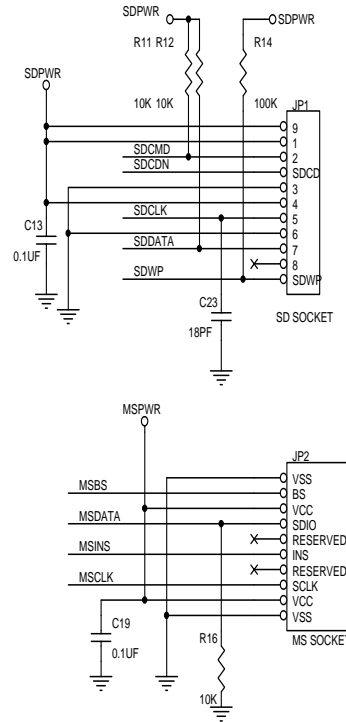 SDPWR SDPWR
R11 R12 R14
SDPWR
10K 10K 100K
JP1
9
1
SDCMD 2
SDCDN SDCD
3
4
SDCLK 5
6
C13
0.1UF
SDDATA 7
8
SDWP SDWP
C23
18PF
SD SOCKET
MSPWR
JP2
VSS
MSBS BS
VCC
MSDATA SDIO
RESERVED
MSINS INS
RESERVED
MSCLK SCLK
VCC
VSS
C19
0.1UF
R16
MS SOCKET
10K